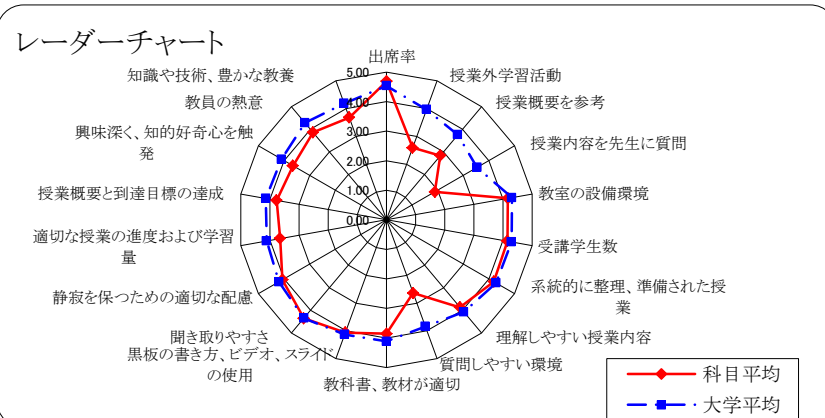 レーダーチャート
出席率
授業外学習活動
授業概要を参考
授業内容を先生に質問
教室の設備環境
受講学生数
系統的に整理、準備された授
業
理解しやすい授業内容
質問しやすい環境
教科書、教材が適切
黒板の書き方、ビデオ、スライド
の使用
聞き取りやすさ
静寂を保つための適切な配慮
適切な授業の進度および学習
量
授業概要と到達目標の達成
興味深く、知的好奇心を触
発
教員の熱意
知識や技術、豊かな教養
5.00
4.00
3.00
2.00
1.00
0.00
科目平均
大学平均